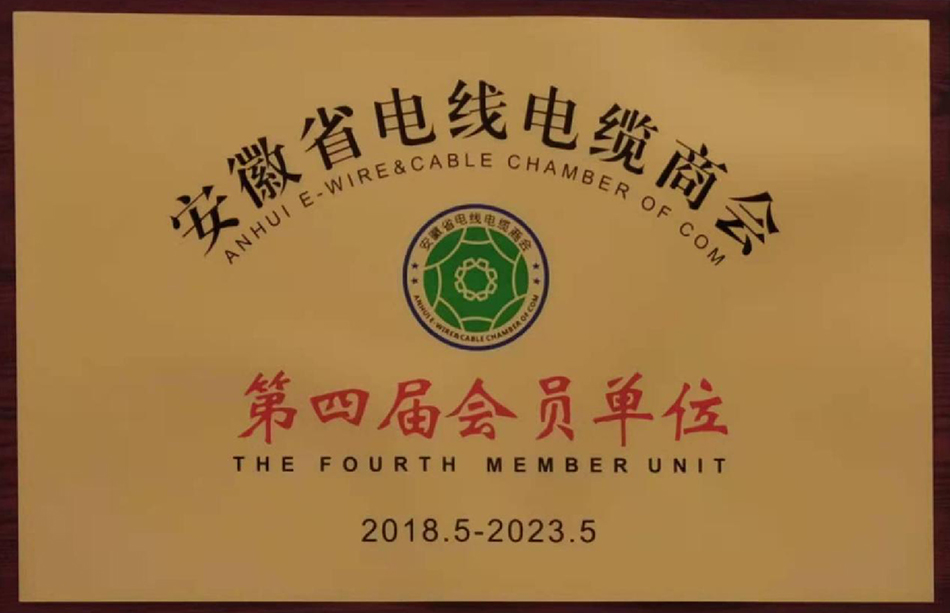 安徽省电线电缆商会
ANHUI E-WIRE&CABLE CHAMBER OF COM
安徽省电线电缆商会
ANHUI E-WIRE&CABLE CHAMBER OF COM
第四届会员单位
THE FOURTH MEMBER UNIT
2018.5-2023.5